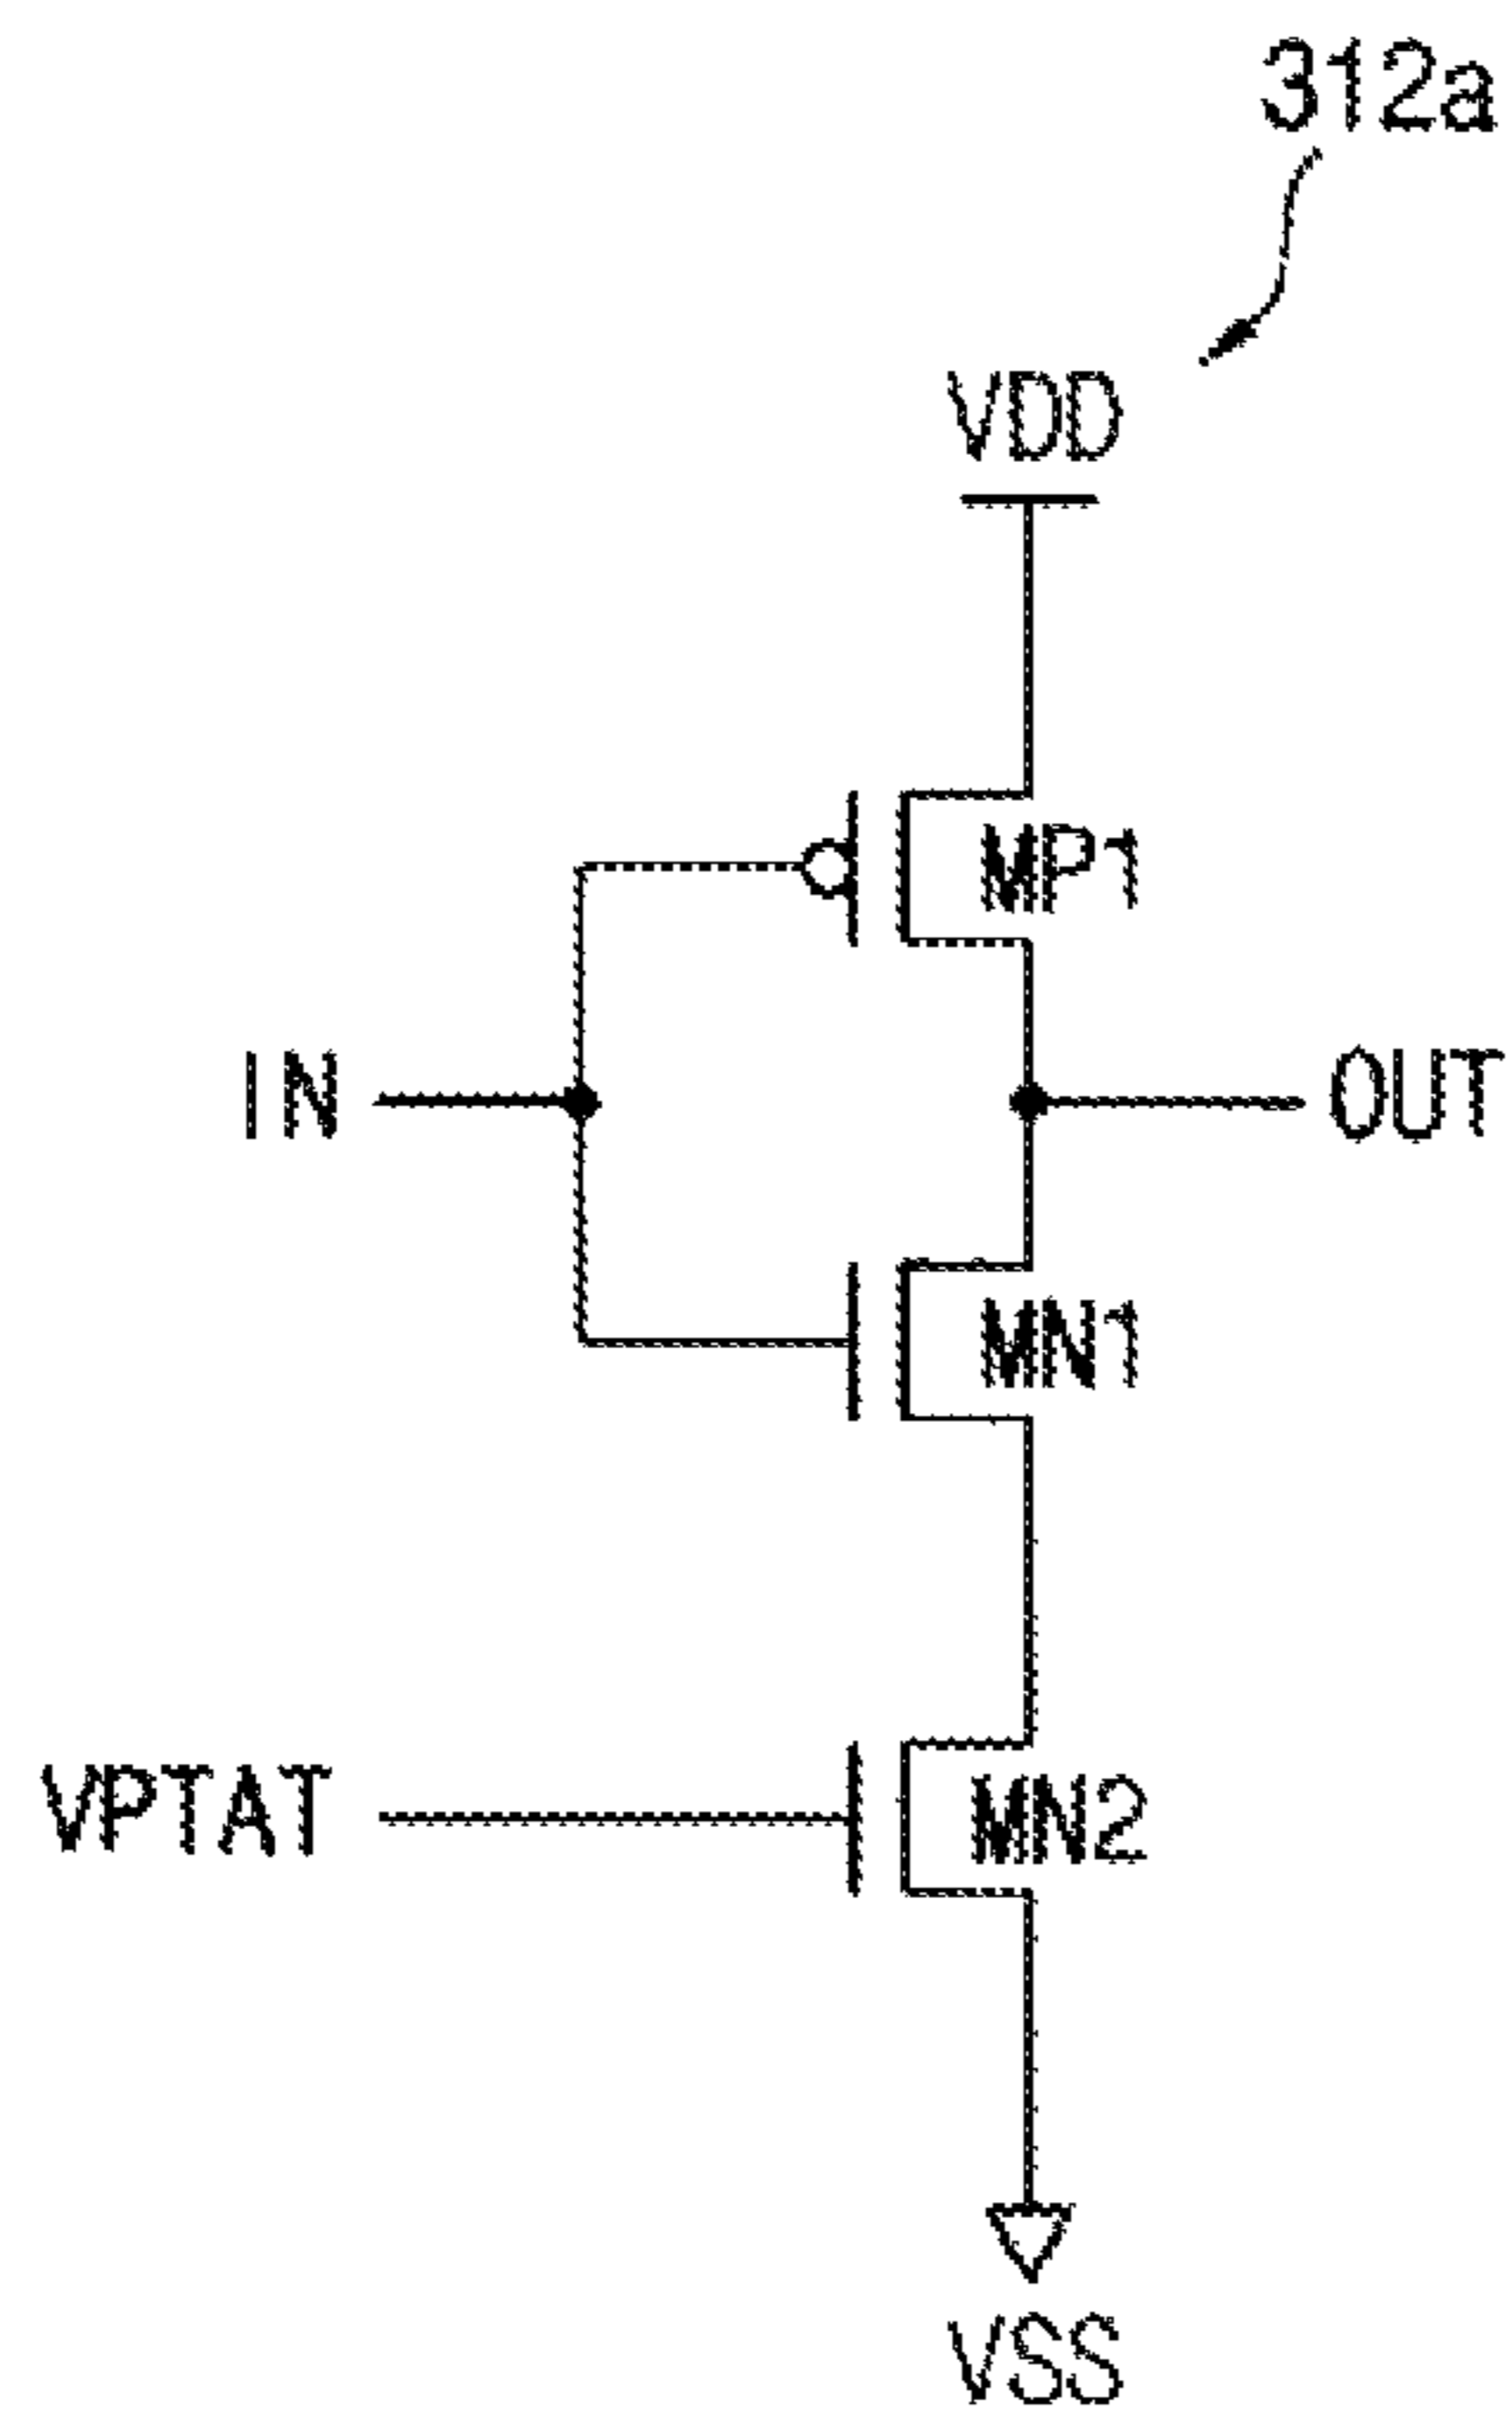 312a
VDD
MP1
IN
OUT
MN1
VPTAT
MN2
VSS